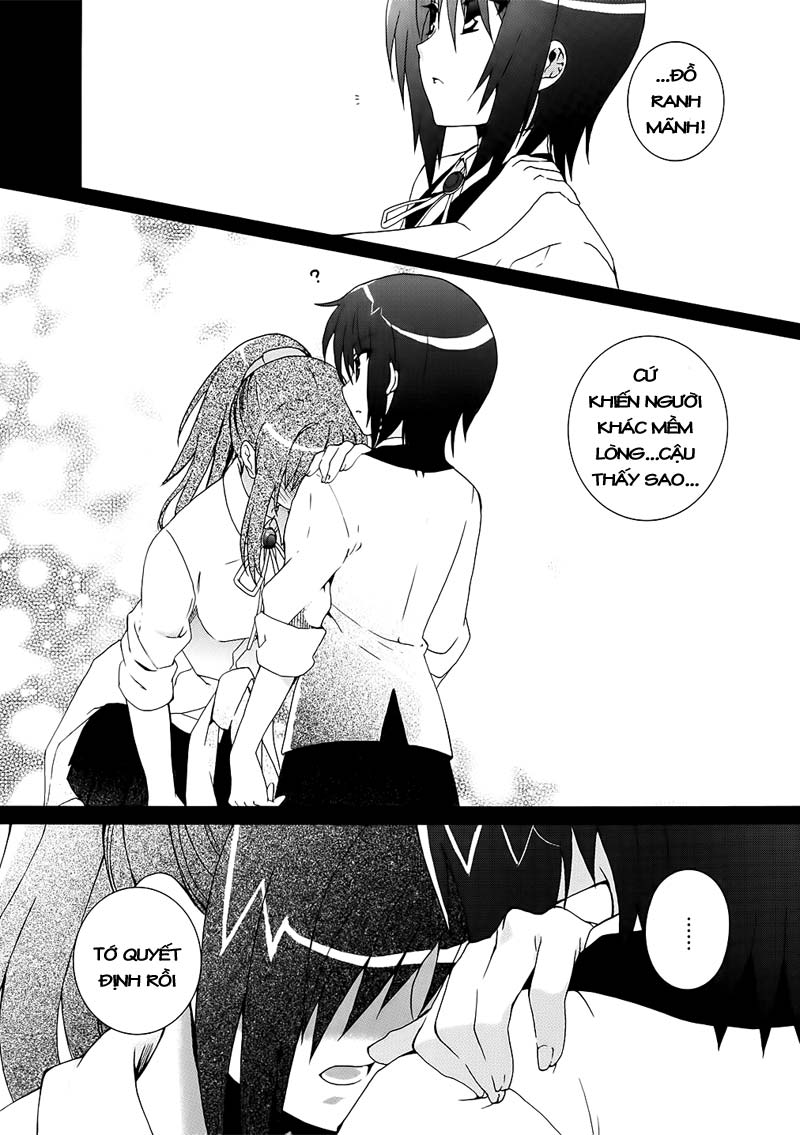 ...ĐỒ
RANH
MÃNH!
?
CỨ
KHIẾN NGƯỜI
KHÁC MỀM
LÒNG...CẬU
THẤY SAO...
TỚ QUYẾT
ĐỊNH RỒI
........